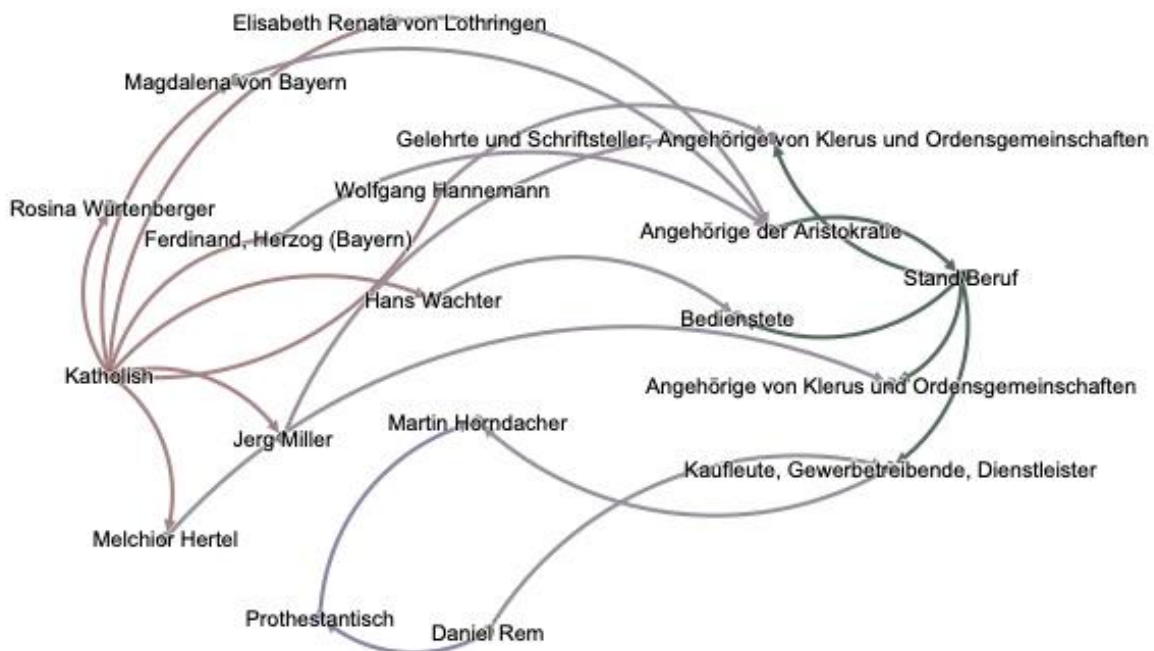 Elisabeth Renata von Lothringen
Magdalena von Bayern
Gelehrte und Schriftsteller, Angehörige von Klerus und Ordensgemeinschaften
Wolfgang Hannemann
Rosina Würtenberger
Angehörige der Aristokratie
Ferdinand, Herzog (Bayern)
Stand/Beruf
Hans Wachter
Bedienstete
Katholish
Angehörige von Klerus und Ordensgemeinschaften
Martin Horndacher
Jerg Miller
Kaufleute, Gewerbetreibende, Dienstleister
Melchior Hertel
Prothestantisch
Daniel Rem